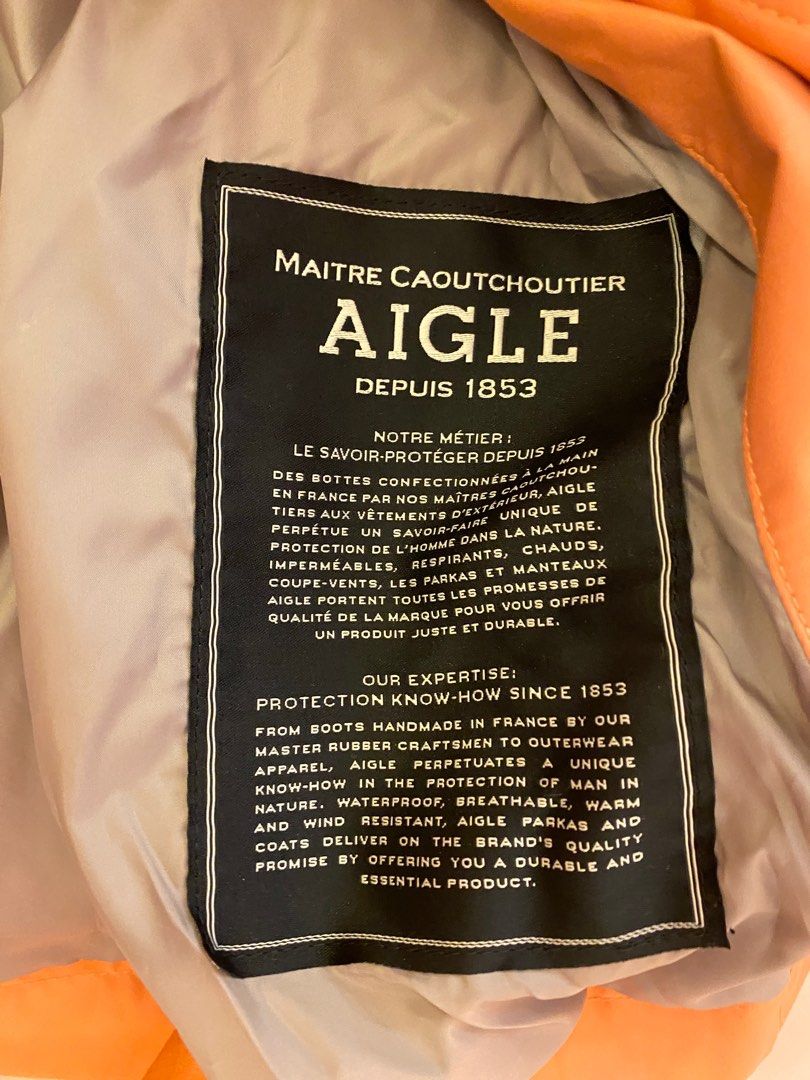 MAITRE CAOUTCHOUTIER
AIGLE
DEPUIS 1853
NOTRE MÉTIER :
LE SAVOIR-PROTÉGER DEPUIS 1853
DES BOTTES CONFECTIONNÉES À LA MAIN
EN FRANCE PAR NOS MAÎTRES CAOUTCHOU-
TIERS AUX VÊTEMENTS D'EXTÉRIEUR, AIGLE
PERPÉTUE UN SAVOIR-FAIRE UNIQUE DE
PROTECTION DE L'HOMME DANS LA NATURE.
IMPERMÉABLES, RESPIRANTS, CHAUDS,
COUPE-VENTS, LES PARKAS ET MANTEAUX
AIGLE PORTENT TOUTES LES PROMESSES DE
QUALITÉ DE LA MARQUE POUR VOUS OFFRIR
UN PRODUIT JUSTE ET DURABLE.
OUR EXPERTISE:
PROTECTION KNOW-HOW SINCE 1853
FROM BOOTS HANDMADE IN FRANCE BY OUR
MASTER RUBBER CRAFTSMEN TO OUTERWEAR
APPAREL, AIGLE PERPETUATES A UNIQUE
KNOW-HOW IN THE PROTECTION OF MAN IN
NATURE. WATERPROOF, BREATHABLE, WARM
AND WIND RESISTANT, AIGLE PARKAS AND
COATS DELIVER ON THE BRAND'S QUALITY
PROMISE BY OFFERING YOU A DURABLE AND
ESSENTIAL PRODUCT.